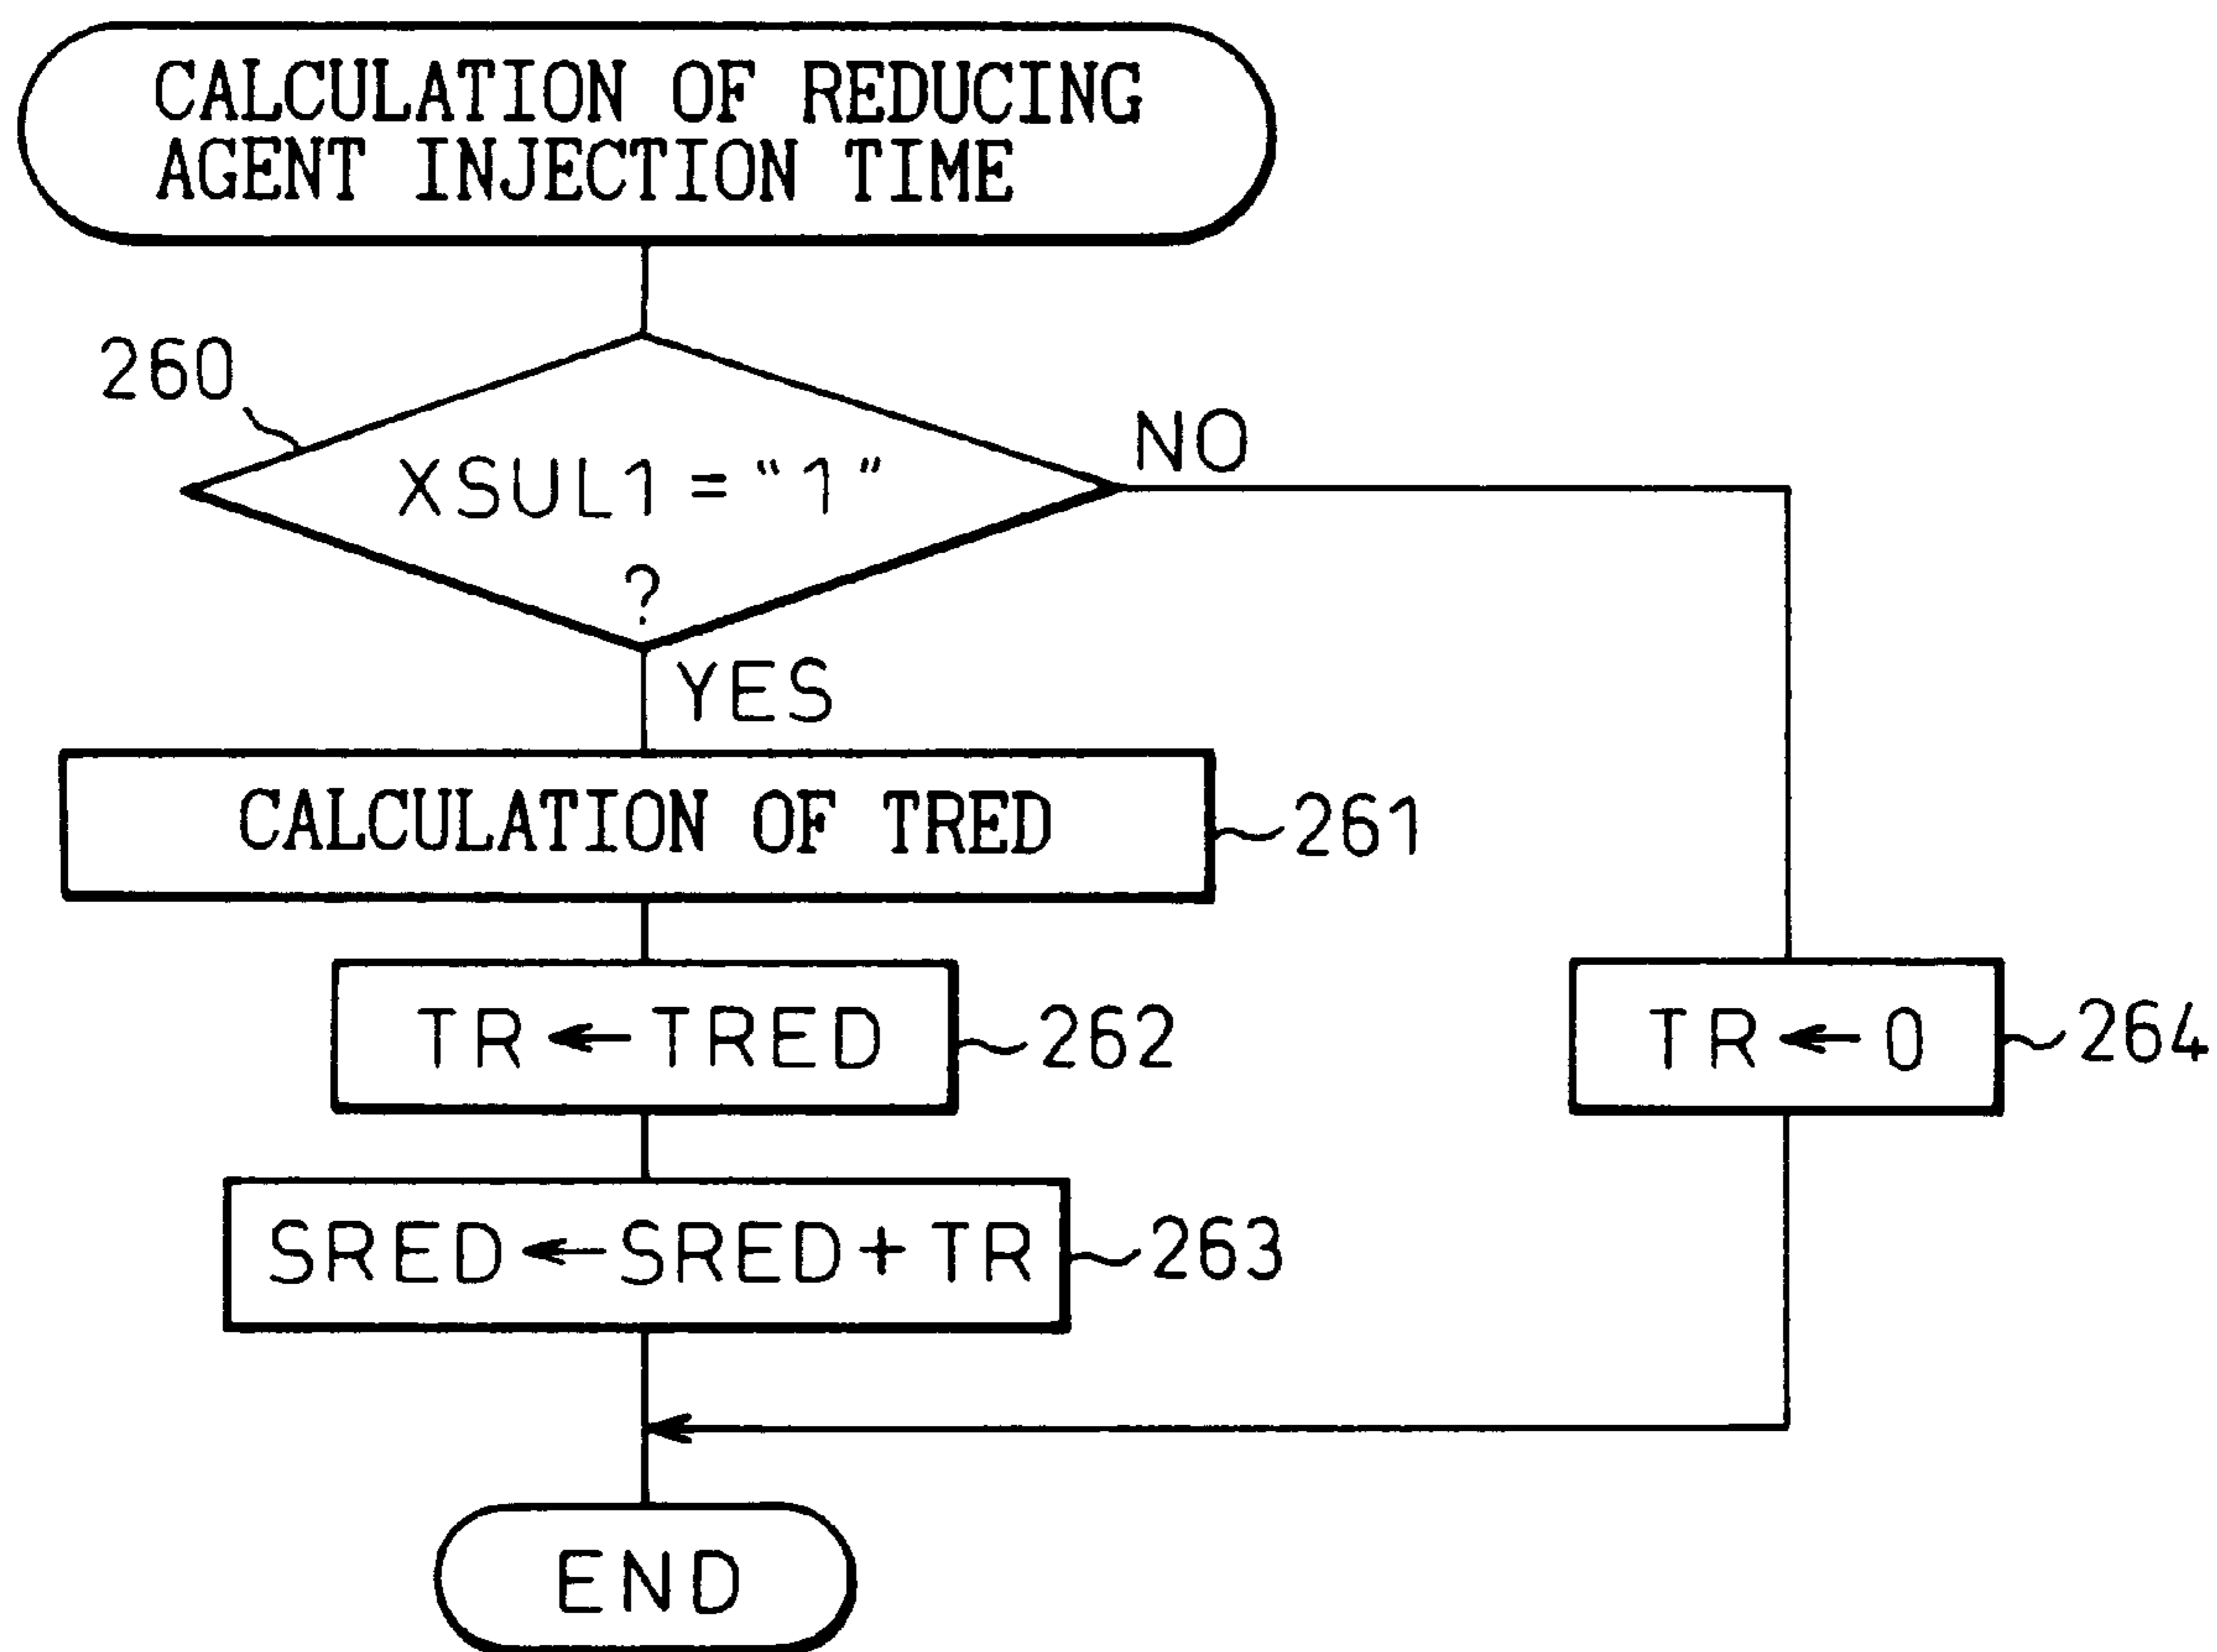 CALCULATION OF REDUCING
AGENT INJECTION TIME
260
XSUL1 = "1"
?
NO
YES
CALCULATION OF TRED
261
TR ← TRED
262
TR ← 0
264
SRED ← SRED + TR
263
END